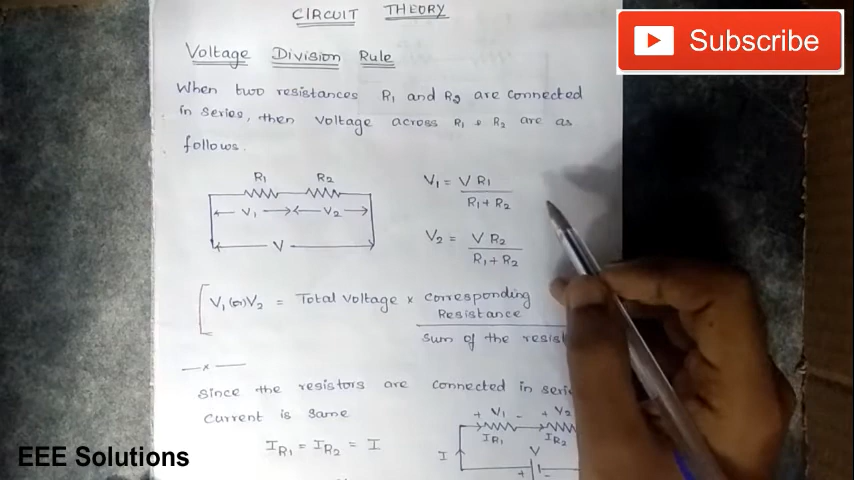 CIRCUIT THEORY
Subscribe
Voltage Division Rule
When two resistances R1 and R2 are connected
in series, then voltage across R1 & R2 are as
follows.
R1 R2
V1 V2
V
V1 = V R1
R1 + R2
V2 = V R2
R1 + R2
V1 (or) V2 = Total Voltage × corresponding
Resistance
sum of the
—x—
since the resistors are connected in
current is same
IR1 = IR2 = I
+ V1 - + V2
IR1 IR2
I
V
+ -
EEE Solutions